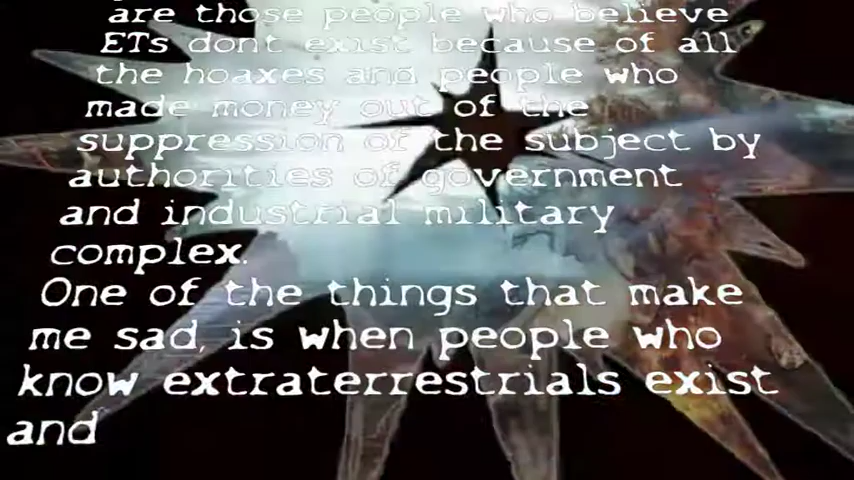 are those people who believe
ETs dont exist because of all
the hoaxes and people who
made money out of the
suppression of the subject by
authorities of government
and industrial military
complex.
One of the things that make
me sad, is when people who
know extraterrestrials exist
and